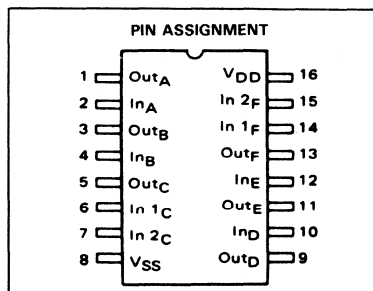 PIN ASSIGNMENT
1 OutA VDD 16
2 InA In 2F 15
3 OutB In 1F 14
4 InB OutF 13
5 OutC InE 12
6 In 1C OutE 11
7 In 2C InD 10
8 VSS OutD 9